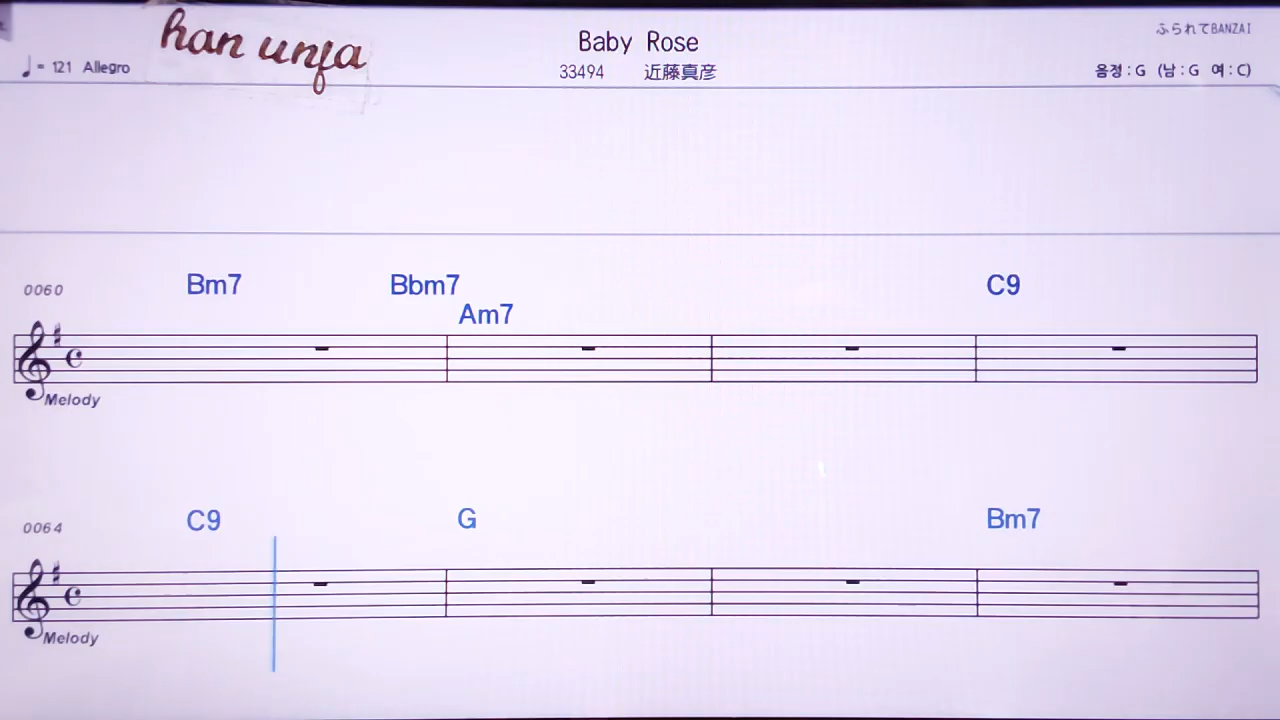 han unfa
Baby Rose
ふられてBANZAI
♩= 121 Allegro
33494 近藤真彦
음정 : G (남 : G 여 : C)
0060 Bm7 Bbm7 Am7 C9
Melody
0064 C9 G Bm7
Melody